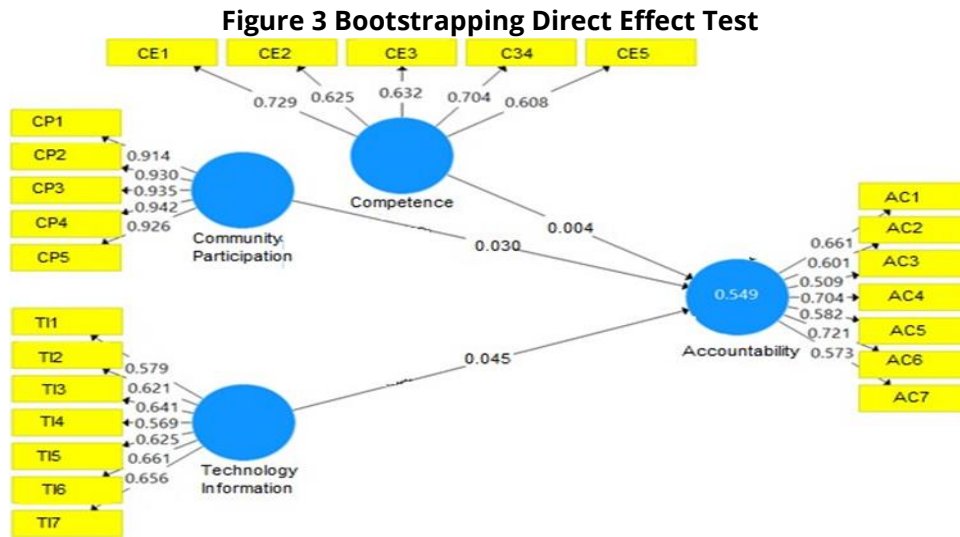 Figure 3 Bootstrapping Direct Effect Test
CE1
CE2
CE3
C34
CE5
0.729
0.625
0.632
0.704
0.608
Competence
CP1
CP2
CP3
CP4
CP5
0.914
0.930
0.935
0.942
0.926
Community
Participation
0.004
0.030
0.045
TI1
TI2
TI3
TI4
TI5
TI6
TI7
0.579
0.621
0.641
0.569
0.625
0.661
0.656
Technology
Information
0.549
Accountability
0.661
0.601
0.509
0.704
0.582
0.721
0.573
AC1
AC2
AC3
AC4
AC5
AC6
AC7